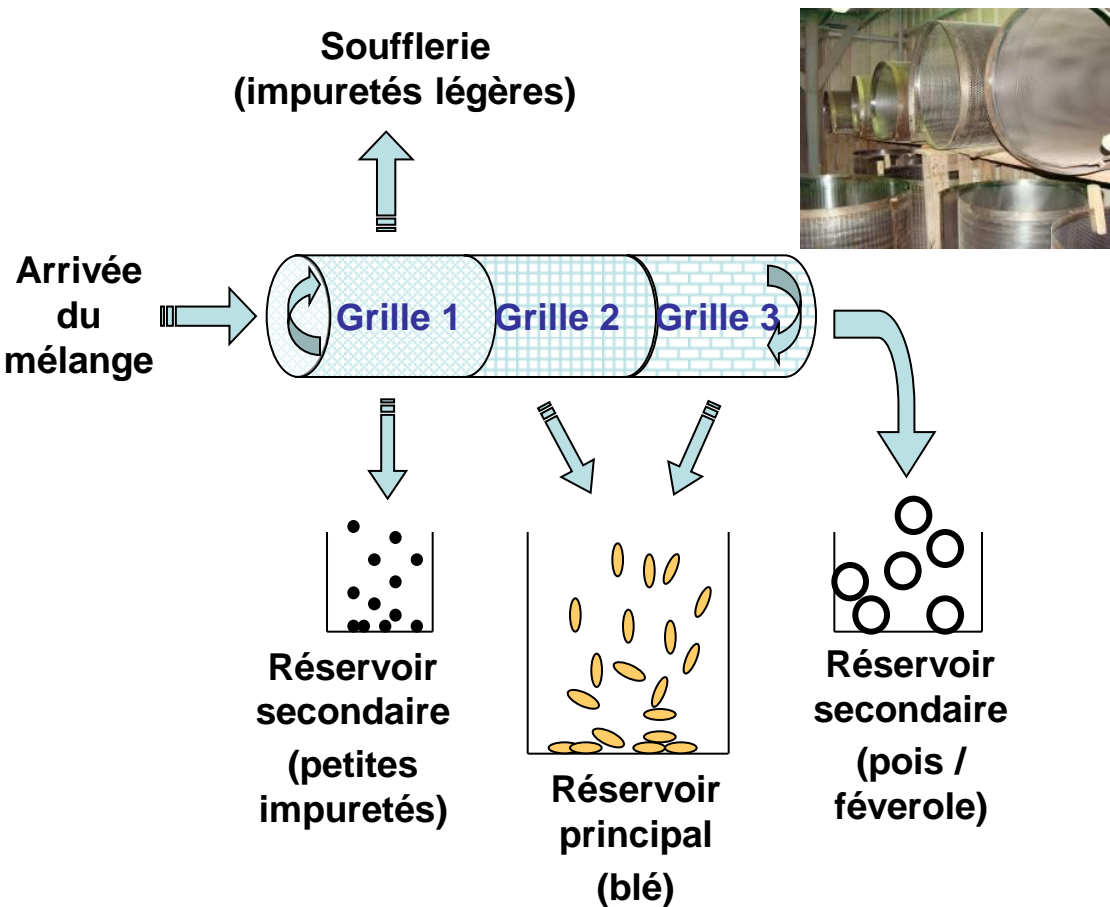 Soufflerie
(impuretés légères)
Arrivée
du
mélange
Grille 1
Grille 2
Grille 3
Réservoir
secondaire
(petites
impuretés)
Réservoir
principal
(blé)
Réservoir
secondaire
(pois /
féverole)